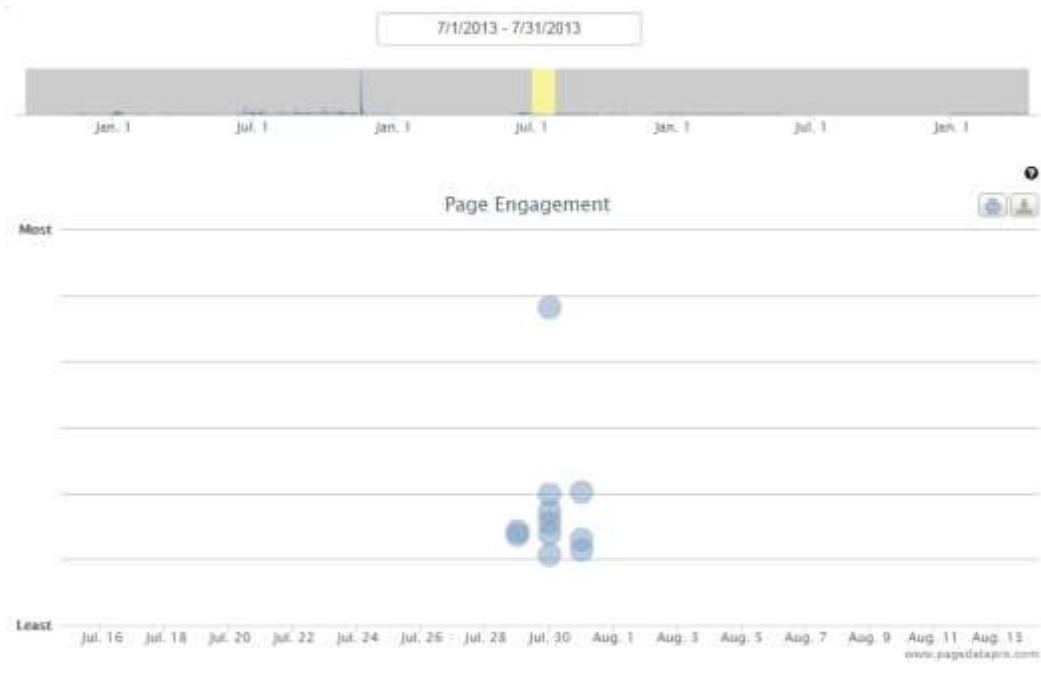 7/1/2013 - 7/31/2013
Jan. 1 Jul. 1 Jan. 1 Jul. 1 Jan. 1 Jul. 1 Jan. 1
?
Page Engagement
Most
Least
Jul. 16 Jul. 18 Jul. 20 Jul. 22 Jul. 24 Jul. 26 Jul. 28 Jul. 30 Aug. 1 Aug. 3 Aug. 5 Aug. 7 Aug. 9 Aug. 11 Aug. 13
www.pagedatapro.com